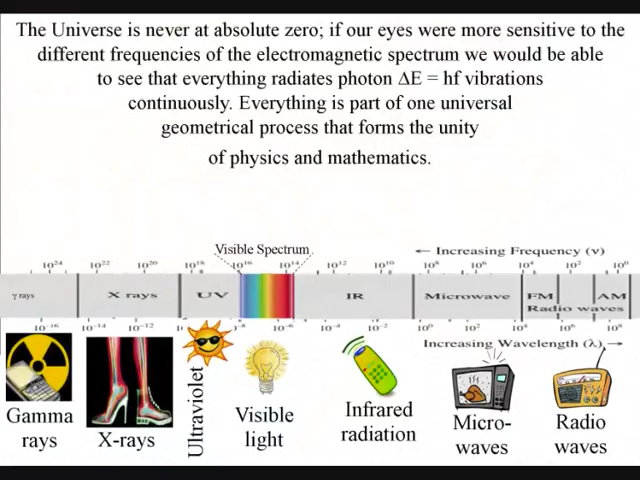 The Universe is never at absolute zero; if our eyes were more sensitive to the
different frequencies of the electromagnetic spectrum we would be able
to see that everything radiates photon ΔE = hf vibrations
continuously. Everything is part of one universal
geometrical process that forms the unity
of physics and mathematics.
Visible Spectrum
← Increasing Frequency (ν)
10²⁴ 10²² 10²⁰ 10¹⁸ 10¹⁶ 10¹² 10¹⁰ 10⁸ 10⁶ 10⁴ 10² 10⁰
γ rays X rays UV IR Microwave FM AM
Radio waves
10⁻¹⁶ 10⁻¹⁴ 10⁻¹² 10⁻⁶ 10⁻⁴ 10⁻² 10⁰ 10² 10⁴ 10⁶ 10⁸
Increasing Wavelength (λ) →
Gamma
rays
X-rays
Ultraviolet
Visible
light
Infrared
radiation
Micro-
waves
Radio
waves